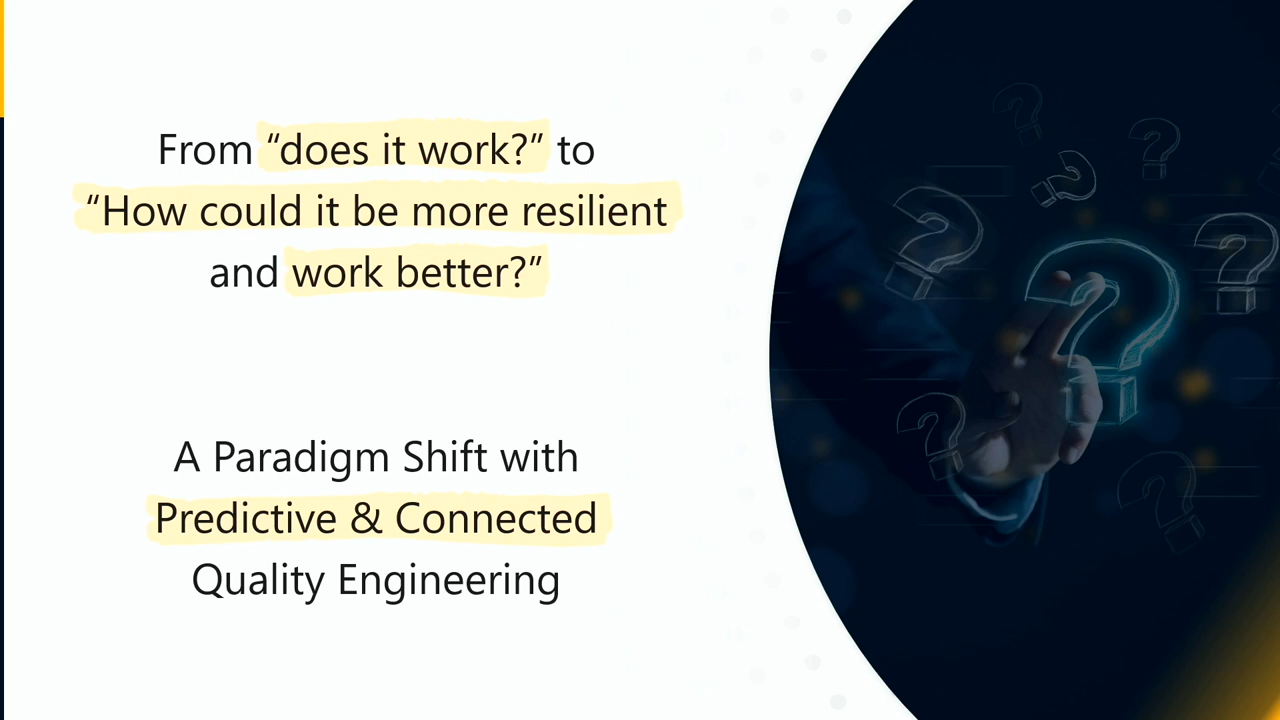 From “does it work?” to
“How could it be more resilient
and work better?”
A Paradigm Shift with
Predictive & Connected
Quality Engineering